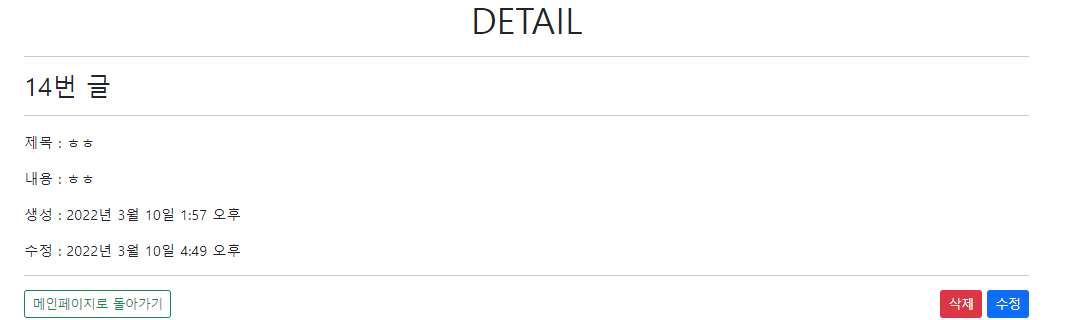 DETAIL
14번 글
제목 : ㅎㅎ
내용 : ㅎㅎ
생성 : 2022년 3월 10일 1:57 오후
수정 : 2022년 3월 10일 4:49 오후
메인페이지로 돌아가기 삭제 수정